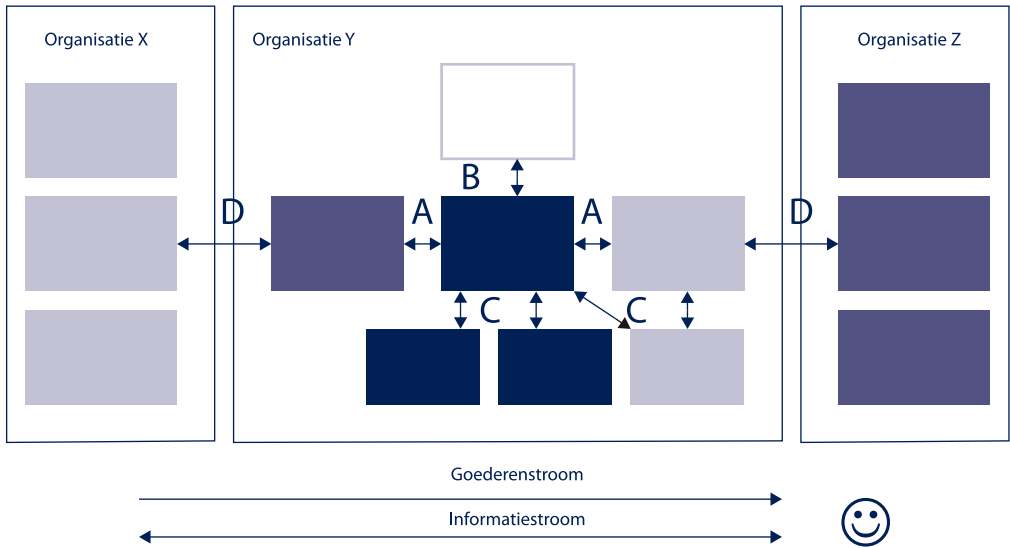 Organisatie X
Organisatie Y
Organisatie Z
B
D
A
A
D
C
C
Goederenstroom
Informatiestroom